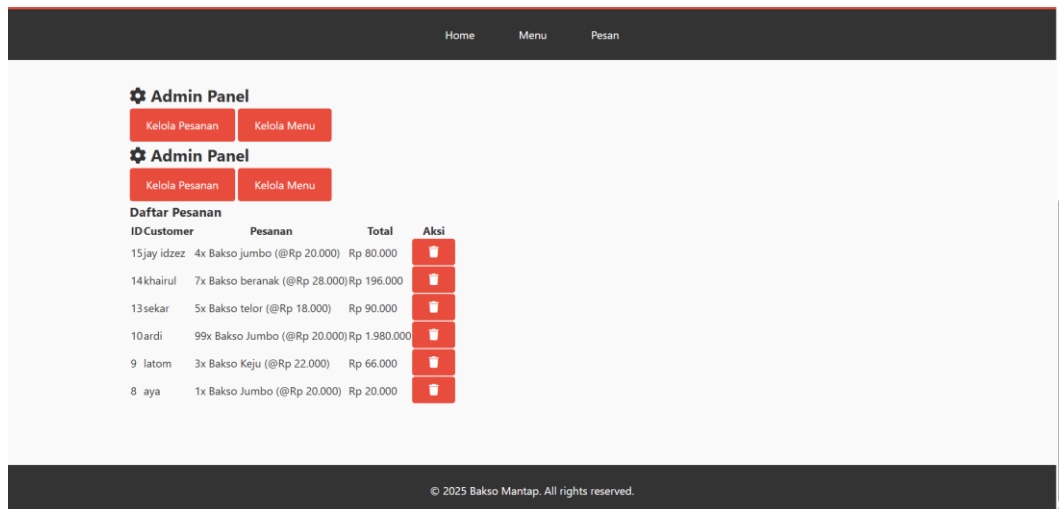 Home Menu Pesan
Admin Panel
Kelola Pesanan Kelola Menu
Admin Panel
Kelola Pesanan Kelola Menu
Daftar Pesanan
ID Customer Pesanan Total Aksi
15 jay idzez 4x Bakso jumbo (@Rp 20.000) Rp 80.000
14 khairul 7x Bakso beranak (@Rp 28.000) Rp 196.000
13 sekar 5x Bakso telor (@Rp 18.000) Rp 90.000
10 ardi 99x Bakso Jumbo (@Rp 20.000) Rp 1.980.000
9 latom 3x Bakso Keju (@Rp 22.000) Rp 66.000
8 aya 1x Bakso Jumbo (@Rp 20.000) Rp 20.000
© 2025 Bakso Mantap. All rights reserved.